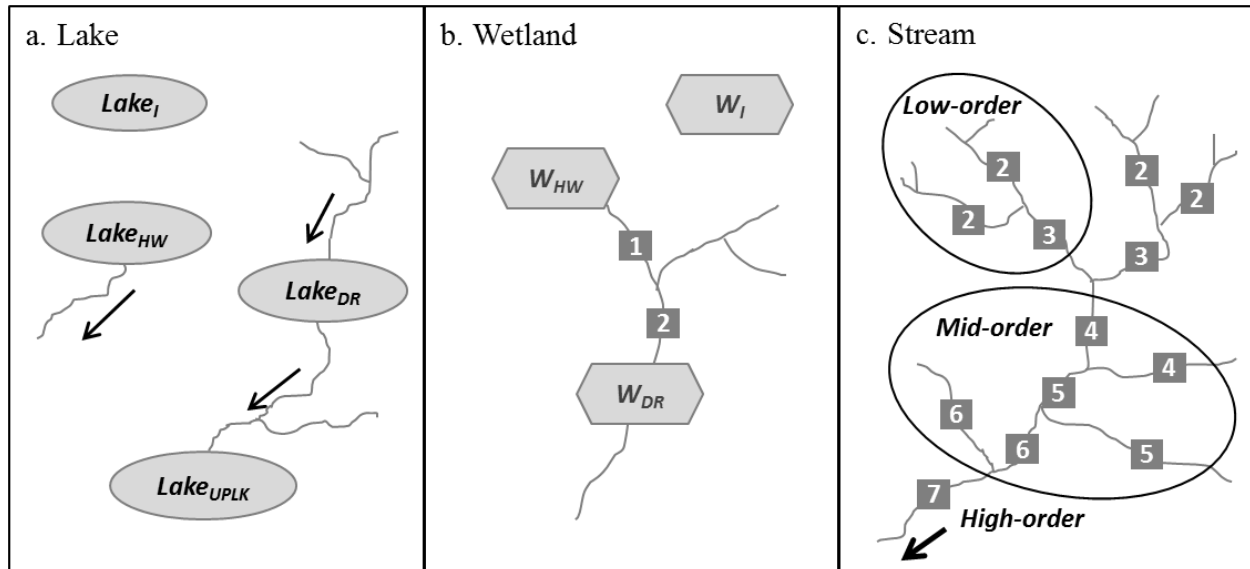 a. Lake
Lake_I
Lake_HW
Lake_DR
Lake_UPLK
b. Wetland
W_I
W_HW
1
2
W_DR
c. Stream
Low-order
2
2
3
2
2
3
Mid-order
4
4
5
6
6
5
7
High-order